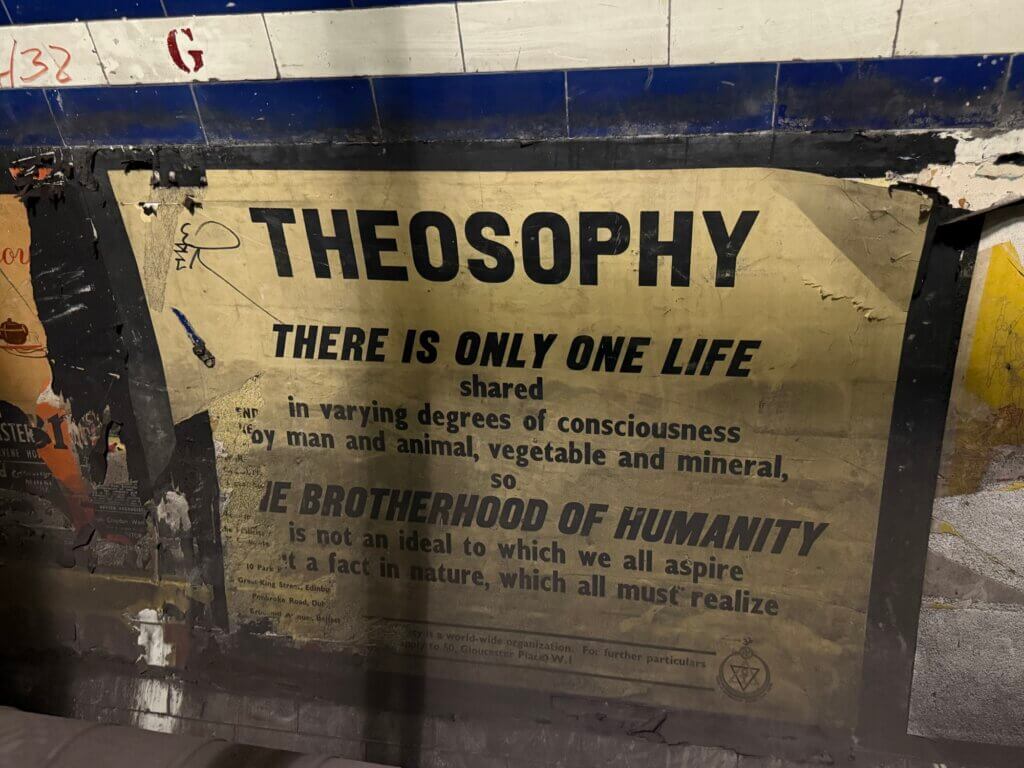 G
THEOSOPHY
THERE IS ONLY ONE LIFE
shared
in varying degrees of consciousness
by man and animal, vegetable and mineral,
so
E BROTHERHOOD OF HUMANITY
is not an ideal to which we all aspire
t a fact in nature, which all must realize
10 Park
Great King Street, Edinbu
Pembroke Road, Dub
Belfast
is a world-wide organization. For further particulars
to 50, Gloucester Place W.1